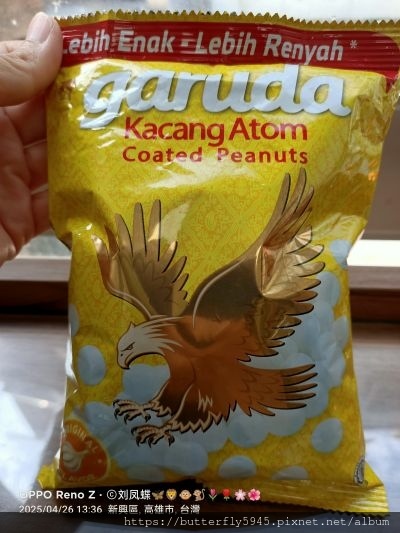 Lebih Enak - Lebih Renyah*
garuda
Kacang Atom
Coated Peanuts
ORIGINAL
OPPO Reno Z · ©刘凤蝶🦋🦁🐵🐒🌷🌹🌸🌺
2025/04/26 13:36 新興區, 高雄市, 台灣
https://butterfly5945.pixnet.net/album